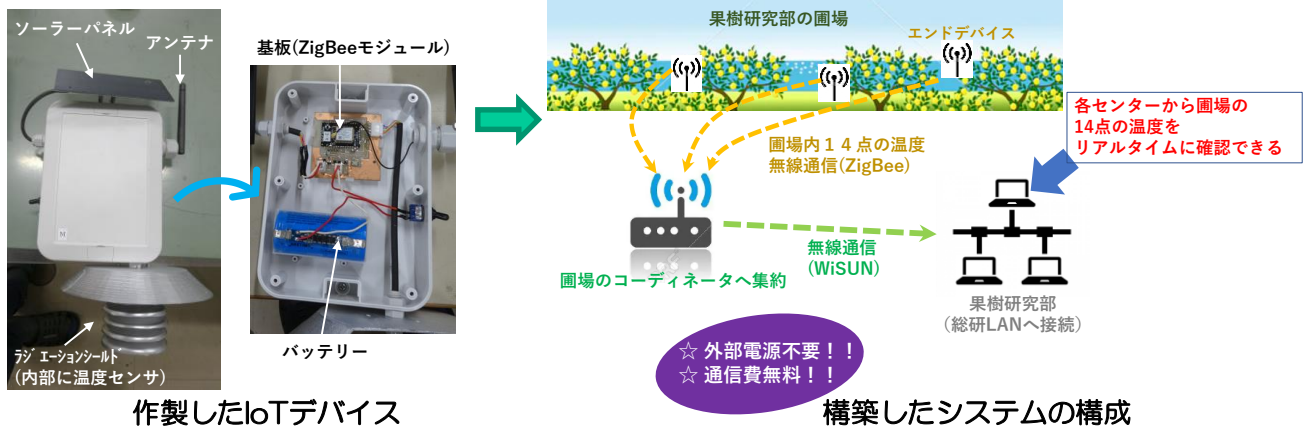 ソーラーパネル
アンテナ
ﾗｼﾞｴｰｼｮﾝｼｰﾙﾄﾞ
(内部に温度センサ)
基板(ZigBeeモジュール)
バッテリー
作製したIoTデバイス
果樹研究部の圃場
エンドデバイス
各センターから圃場の
14点の温度を
リアルタイムに確認できる
圃場内１４点の温度
無線通信(ZigBee)
圃場のコーディネータへ集約
無線通信
(WiSUN)
果樹研究部
(総研LANへ接続)
☆ 外部電源不要！！
☆ 通信費無料！！
構築したシステムの構成